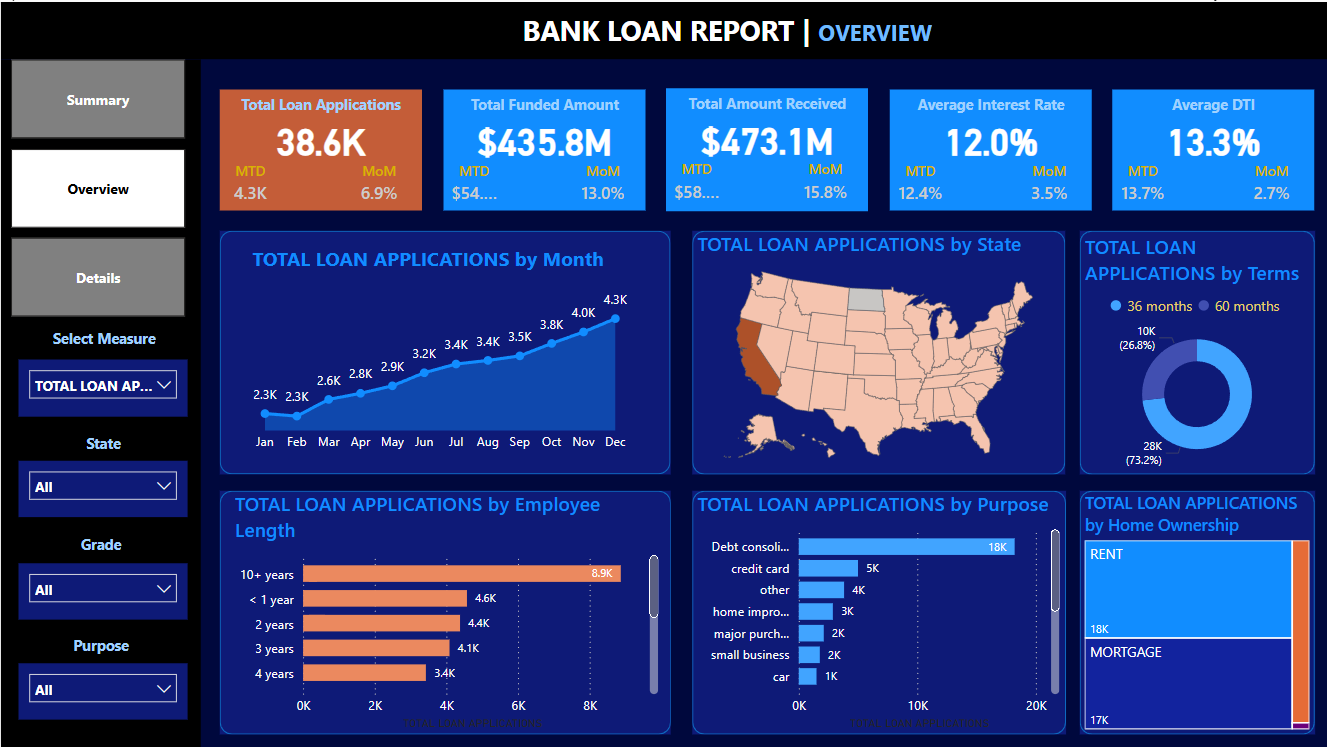 BANK LOAN REPORT | OVERVIEW
Summary
Overview
Details
Select Measure
TOTAL LOAN AP...
State
All
Grade
All
Purpose
All
Total Loan Applications
38.6K
MTD MoM
4.3K 6.9%
Total Funded Amount
$435.8M
MTD MoM
$54.... 13.0%
Total Amount Received
$473.1M
MTD MoM
$58.... 15.8%
Average Interest Rate
12.0%
MTD MoM
12.4% 3.5%
Average DTI
13.3%
MTD MoM
13.7% 2.7%
TOTAL LOAN APPLICATIONS by Month
2.3K 2.3K 2.6K 2.8K 2.9K 3.2K 3.4K 3.4K 3.5K 3.8K 4.0K 4.3K
Jan Feb Mar Apr May Jun Jul Aug Sep Oct Nov Dec
TOTAL LOAN APPLICATIONS by State
TOTAL LOAN
APPLICATIONS by Terms
36 months 60 months
10K
(26.8%)
28K
(73.2%)
TOTAL LOAN APPLICATIONS by Employee
Length
10+ years 8.9K
< 1 year 4.6K
2 years 4.4K
3 years 4.1K
4 years 3.4K
0K 2K 4K 6K 8K
TOTAL LOAN APPLICATIONS
TOTAL LOAN APPLICATIONS by Purpose
Debt consoli... 18K
credit card 5K
other 4K
home impro... 3K
major purch... 2K
small business 2K
car 1K
0K 10K 20K
TOTAL LOAN APPLICATIONS
TOTAL LOAN APPLICATIONS
by Home Ownership
RENT
18K
MORTGAGE
17K